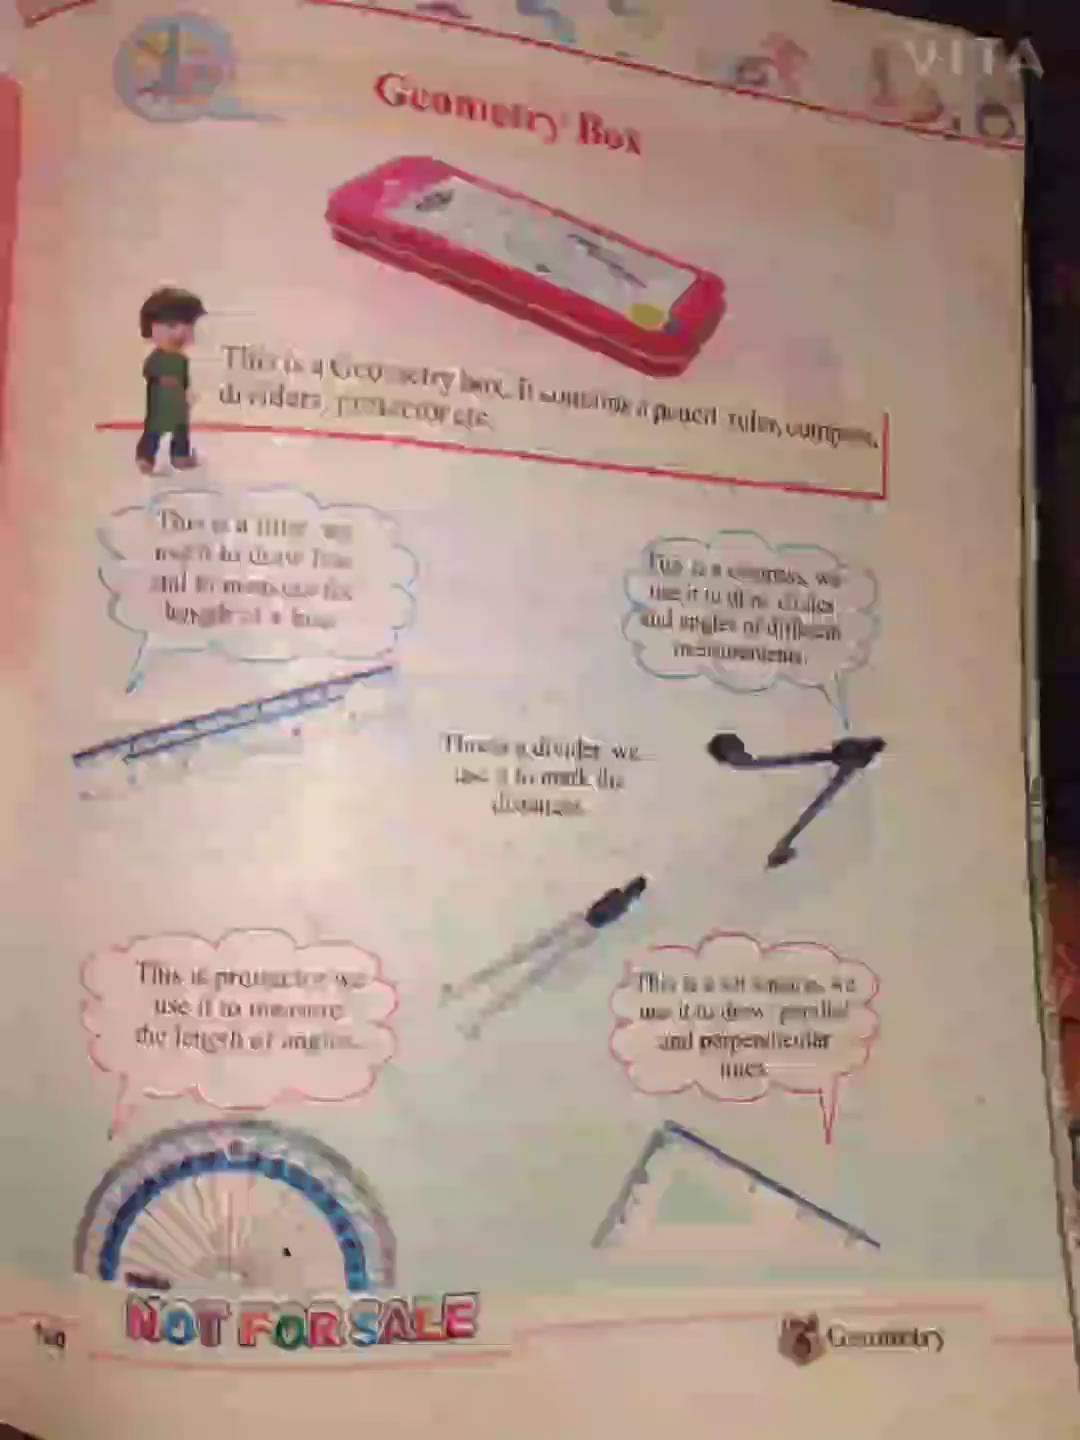 VITA
Geometry Box
This is a Geometry box. It contains a pencil, ruler, compass,
dividers, protractor etc.
This is a ruler we
use it to draw line
and to measure the
length of a line
This is a compass, we
use it to draw circles
and angles of different
measurements.
This is a divider we
use it to mark the
distances.
This is protractor we
use it to measure
the length of angles.
This is a set square, we
use it to draw parallel
and perpendicular
lines.
NOT FOR SALE
Geometry